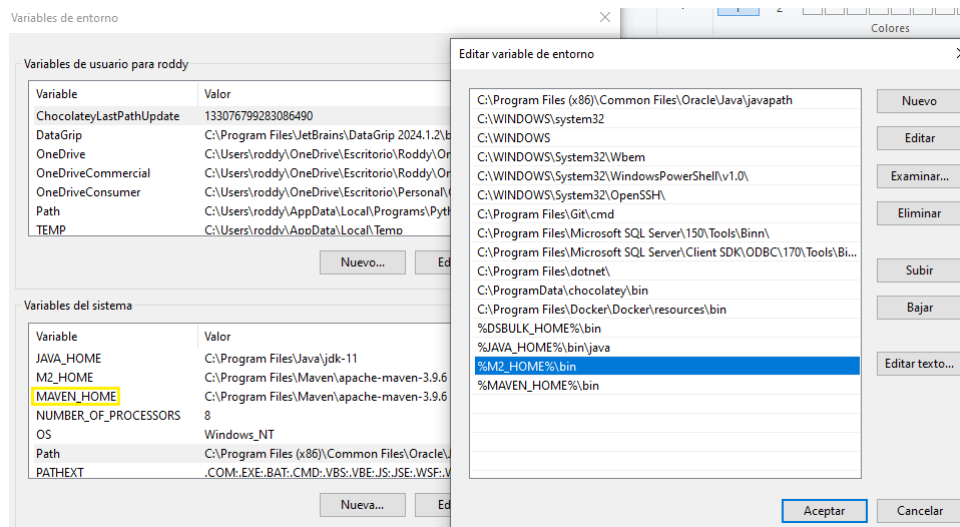 Variables de entorno
Variables de usuario para roddy
Variable Valor
ChocolateyLastPathUpdate 133076799283086490
DataGrip C:\Program Files\JetBrains\DataGrip 2024.1.2\b
OneDrive C:\Users\roddy\OneDrive\Escritorio\Roddy\Or
OneDriveCommercial C:\Users\roddy\OneDrive\Escritorio\Roddy\Or
OneDriveConsumer C:\Users\roddy\OneDrive\Escritorio\Personal\
Path C:\Users\roddy\AppData\Local\Programs\Pyth
TEMP C:\Users\roddy\AppData\Local\Temp
Nuevo... Ed
Variables del sistema
Variable Valor
JAVA_HOME C:\Program Files\Java\jdk-11
M2_HOME C:\Program Files\Maven\apache-maven-3.9.6
MAVEN_HOME C:\Program Files\Maven\apache-maven-3.9.6
NUMBER_OF_PROCESSORS 8
OS Windows_NT
Path C:\Program Files (x86)\Common Files\Oracle\J
PATHEXT .COM;.EXE;.BAT;.CMD;.VBS;.VBE;.JS;.JSE;.WSF;.W
Nueva... Ed
1 2
Colores
Editar variable de entorno
C:\Program Files (x86)\Common Files\Oracle\Java\javapath
C:\WINDOWS\system32
C:\WINDOWS
C:\WINDOWS\System32\Wbem
C:\WINDOWS\System32\WindowsPowerShell\v1.0\
C:\WINDOWS\System32\OpenSSH\
C:\Program Files\Git\cmd
C:\Program Files\Microsoft SQL Server\150\Tools\Binn\
C:\Program Files\Microsoft SQL Server\Client SDK\ODBC\170\Tools\Bi...
C:\Program Files\dotnet\
C:\ProgramData\chocolatey\bin
C:\Program Files\Docker\Docker\resources\bin
%DSBULK_HOME%\bin
%JAVA_HOME%\bin\java
%M2_HOME%\bin
%MAVEN_HOME%\bin
Nuevo
Editar
Examinar...
Eliminar
Subir
Bajar
Editar texto...
Aceptar Cancelar